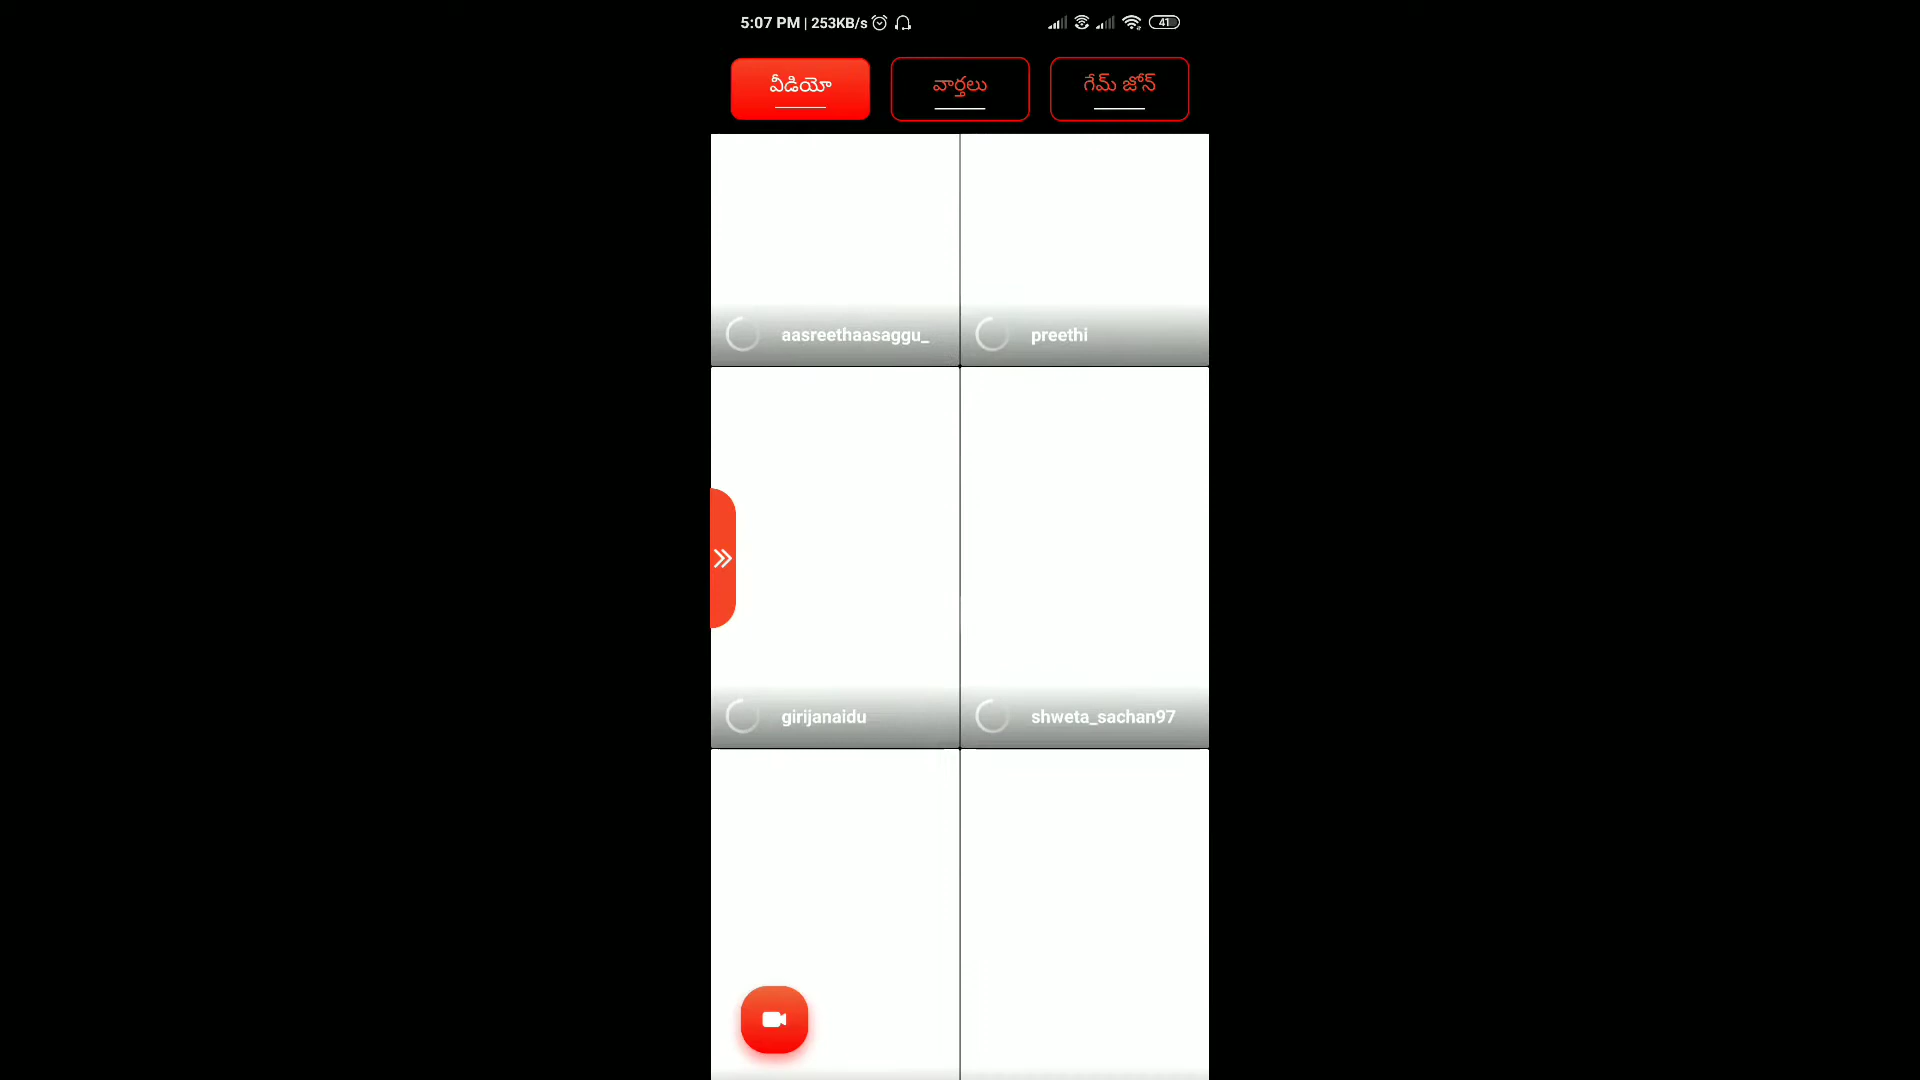 5:07 PM | 253KB/s
41
వీడియో
వార్తలు
గేమ్ జోన్
aasreethaasaggu_
preethi
girijanaidu
shweta_sachan97